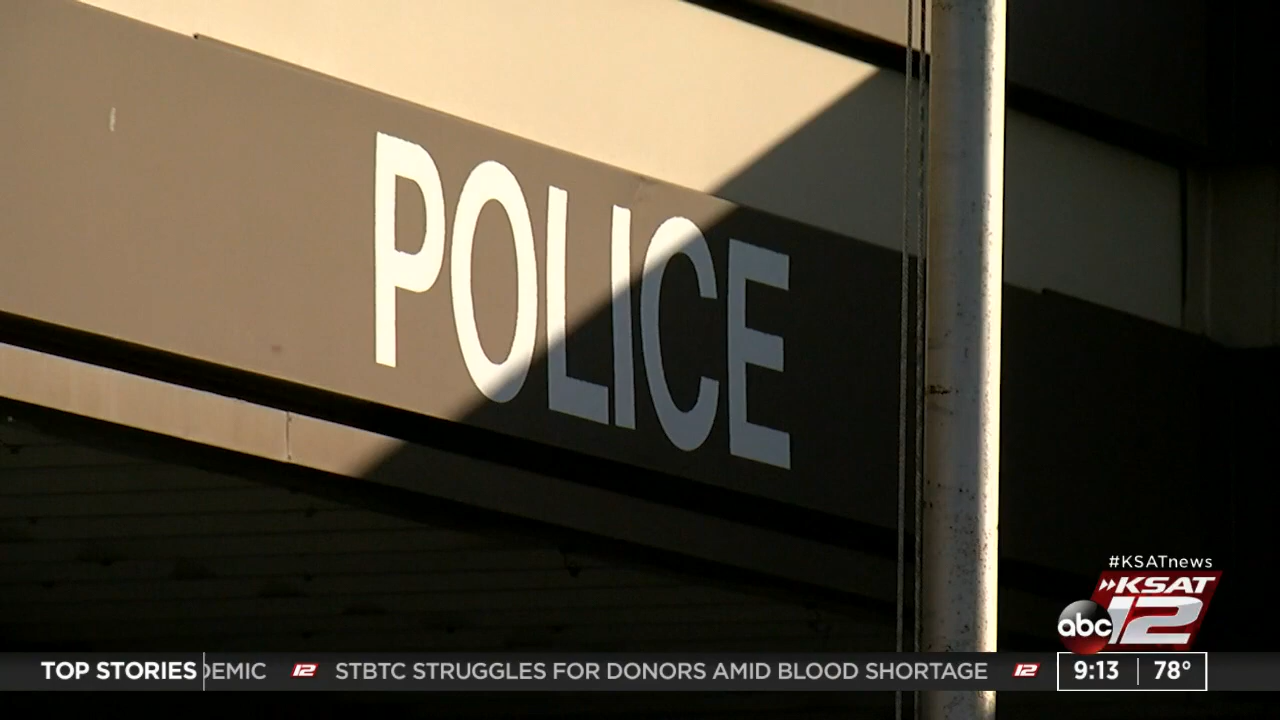 POLICE
#KSATnews
KSAT
abc 12
TOP STORIES DEMIC 12 STBTC STRUGGLES FOR DONORS AMID BLOOD SHORTAGE 12 9:13 78°